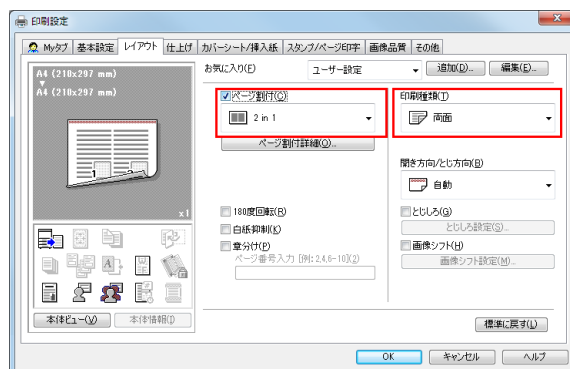 印刷設定
Myタブ 基本設定 レイアウト 仕上げ カバーシート/挿入紙 スタンプ/ページ印字 画像品質 その他
A4 (210x297 mm)
A4 (210x297 mm)
1 2
x1
本体ビュー(V) 本体情報(I)
お気に入り(F) ユーザー設定 追加(D)... 編集(E)...
ページ割付(C)
2 in 1
ページ割付詳細(O)...
180度回転(R)
白紙抑制(K)
章分け(P)
ページ番号入力 [例: 2,4,6-10](2)
印刷種類(T)
両面
開き方向/とじ方向(B)
自動
とじしろ(G)
とじしろ設定(S)...
画像シフト(H)
画像シフト設定(M)...
標準に戻す(L)
OK キャンセル ヘルプ